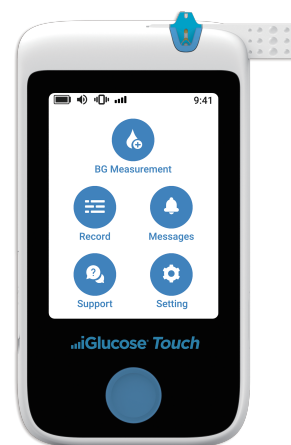 9:41
BG Measurement
Record Messages
Support Setting
iGlucose Touch